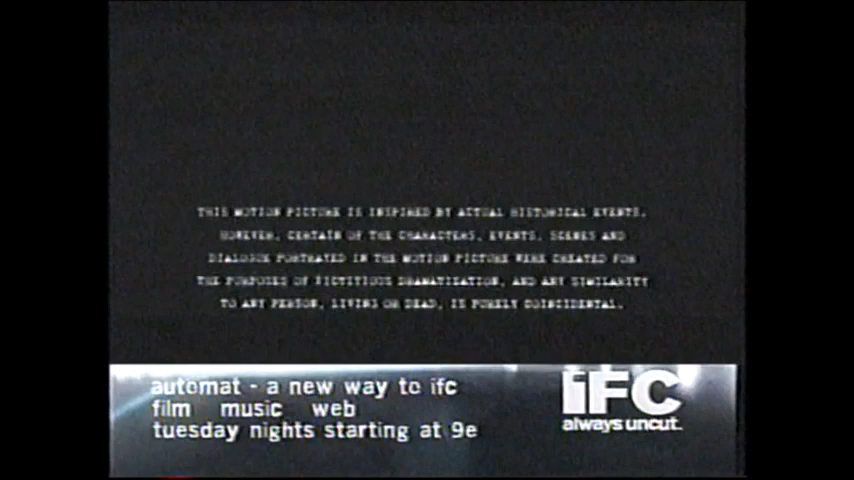 THIS MOTION PICTURE IS INSPIRED BY ACTUAL HISTORICAL EVENTS.
HOWEVER, CERTAIN OF THE CHARACTERS, EVENTS, SCENES AND
DIALOGUE PORTRAYED IN THE MOTION PICTURE WERE CREATED FOR
THE PURPOSES OF FICTITIOUS DRAMATIZATION, AND ANY SIMILARITY
TO ANY PERSON, LIVING OR DEAD, IS PURELY COINCIDENTAL.
automat - a new way to ifc
film music web
tuesday nights starting at 9e
iFC
always uncut.